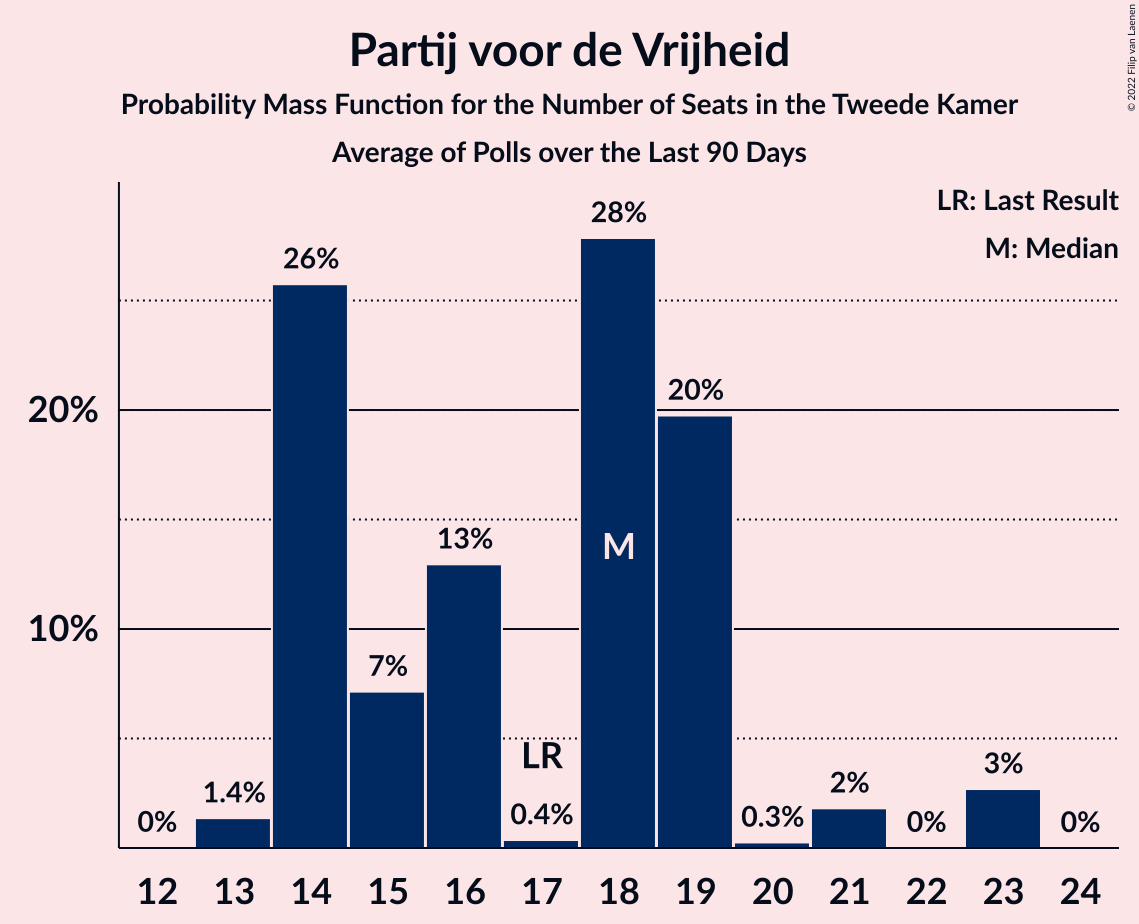 Partij voor de Vrijheid
Probability Mass Function for the Number of Seats in the Tweede Kamer
Average of Polls over the Last 90 Days
© 2022 Filip van Laenen
LR: Last Result
M: Median
28%
26%
20%
20%
13%
M
10%
7%
LR
3%
2%
1.4%
0.4%
0.3%
0%
0%
0%
12 13 14 15 16 17 18 19 20 21 22 23 24